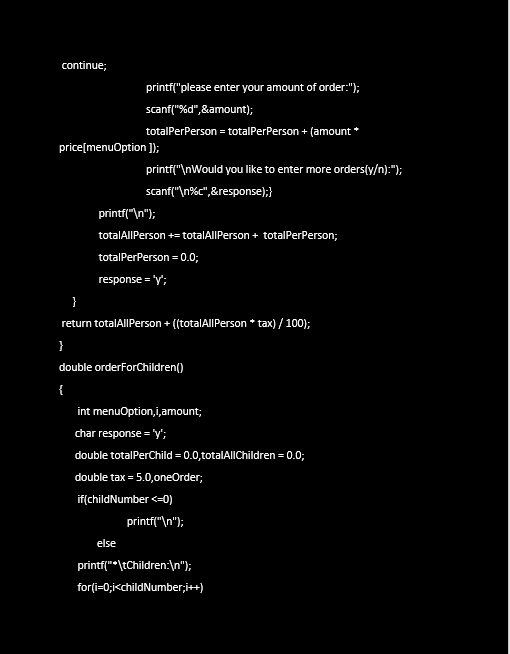 continue;
printf("please enter your amount of order:");
scanf("%d",&amount);
totalPerPerson = totalPerPerson + (amount *
price[menuOption ]);
printf("\nWould you like to enter more orders(y/n):");
scanf("\n%c",&response);}
printf("\n");
totalAllPerson += totalAllPerson + totalPerPerson;
totalPerPerson = 0.0;
response = 'y';
}
return totalAllPerson + ((totalAllPerson * tax) / 100);
}
double orderForChildren()
{
int menuOption,i,amount;
char response = 'y';
double totalPerChild = 0.0,totalAllChildren = 0.0;
double tax = 5.0,oneOrder;
if(childNumber <=0)
printf("\n");
else
printf("*\tChildren:\n");
for(i=0;i<childNumber;i++)